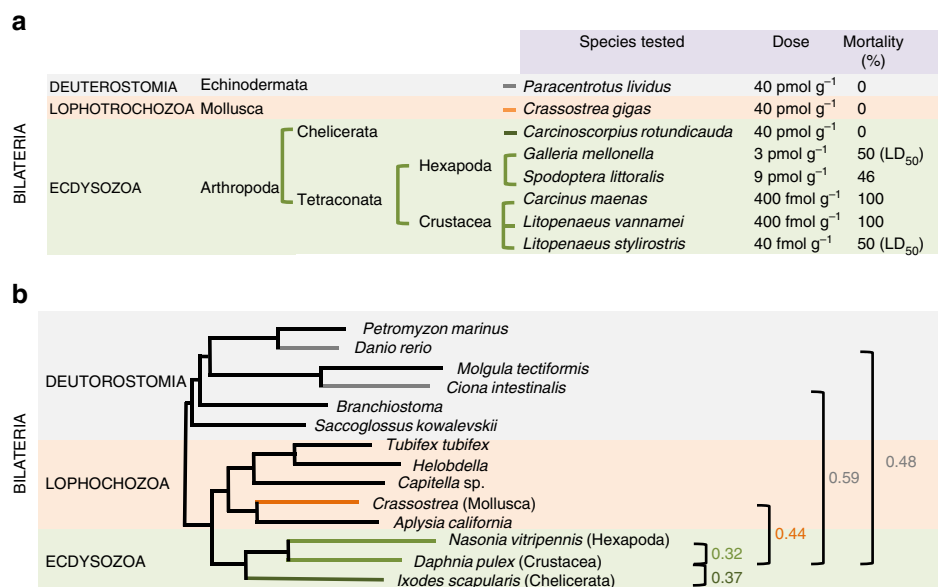 a
Species tested Dose Mortality (%)
DEUTEROSTOMIA Echinodermata Paracentrotus lividus 40 pmol g⁻¹ 0
LOPHOTROCHOZOA Mollusca Crassostrea gigas 40 pmol g⁻¹ 0
Chelicerata Carcinoscorpius rotundicauda 40 pmol g⁻¹ 0
Hexapoda Galleria mellonella 3 pmol g⁻¹ 50 (LD₅₀)
BILATERIA ECDYSOZOA Arthropoda Spodoptera littoralis 9 pmol g⁻¹ 46
Tetraconata Carcinus maenas 400 fmol g⁻¹ 100
Crustacea Litopenaeus vannamei 400 fmol g⁻¹ 100
Litopenaeus stylirostris 40 fmol g⁻¹ 50 (LD₅₀)
b
Petromyzon marinus
Danio rerio
Molgula tectiformis
DEUTOROSTOMIA
Ciona intestinalis
Branchiostoma
Saccoglossus kowalevskii
BILATERIA
Tubifex tubifex
Helobdella
LOPHOCHOZOA
Capitella sp.
Crassostrea (Mollusca)
Aplysia californica
Nasonia vitripennis (Hexapoda)
ECDYSOZOA
Daphnia pulex (Crustacea)
Ixodes scapularis (Chelicerata)
0.48
0.59
0.44
0.32
0.37